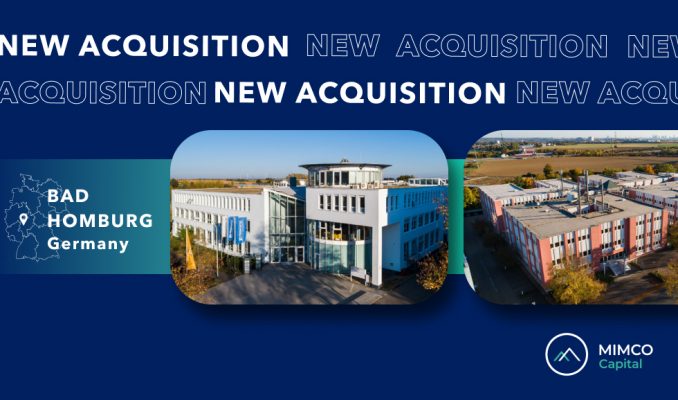 NEW ACQUISITION NEW ACQUISITION NEW
ACQUISITION NEW ACQUISITION NEW ACQU
BAD
HOMBURG
Germany
MIMCO
Capital